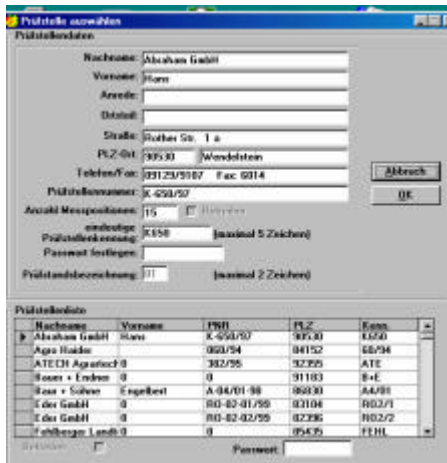 Prüfstelle auswählen
Prüfstellendaten
Nachname: Abraham GmbH
Vorname: Hans
Anrede:
Ortsteil:
Straße: Rother Str. 1 a
PLZ-Ort: 90530 Wendelstein
Telefon/Fax: 09129/9107 Fax: 6014
Prüfstellennummer: K-650/97
Anzahl Messpositionen: 16
eindeutige
Prüfstellenkennung: K650 (maximal 5 Zeichen)
Passwort festlegen:
Prüfstandsbezeichnung: 01 (maximal 2 Zeichen)
Abbruch
OK
Prüfstellenliste
Nachname Vorname PNR PLZ Kenn.
Abraham GmbH Hans K-650/97 90530 K650
Agro Haider 060/94 84152 60/94
ATECH Agrartech 0 382/95 92355 ATE
Bauer + Endner 0 0 91183 B+E
Baur + Söhne Engelbert A-04/01-98 86830 A4/01
Eder GmbH 0 RO-02-01/99 83104 RO2/1
Eder GmbH 0 RO-02-02/99 82396 RO2/2
Fehlberger Landt 0 0 85435 FEHL
Passwort: